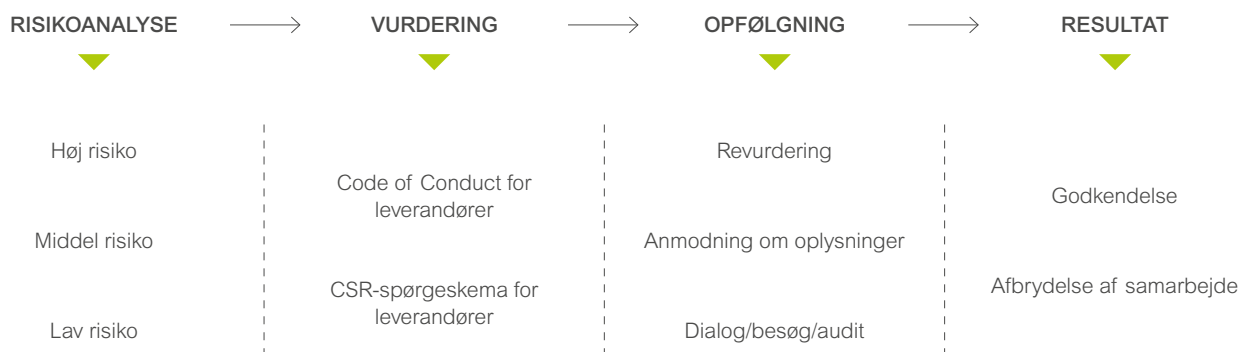 RISIKOANALYSE
VURDERING
OPFØLGNING
RESULTAT
Høj risiko
Middel risiko
Lav risiko
Code of Conduct for
leverandører
CSR-spørgeskema for
leverandører
Revurdering
Anmodning om oplysninger
Dialog/besøg/audit
Godkendelse
Afbrydelse af samarbejde